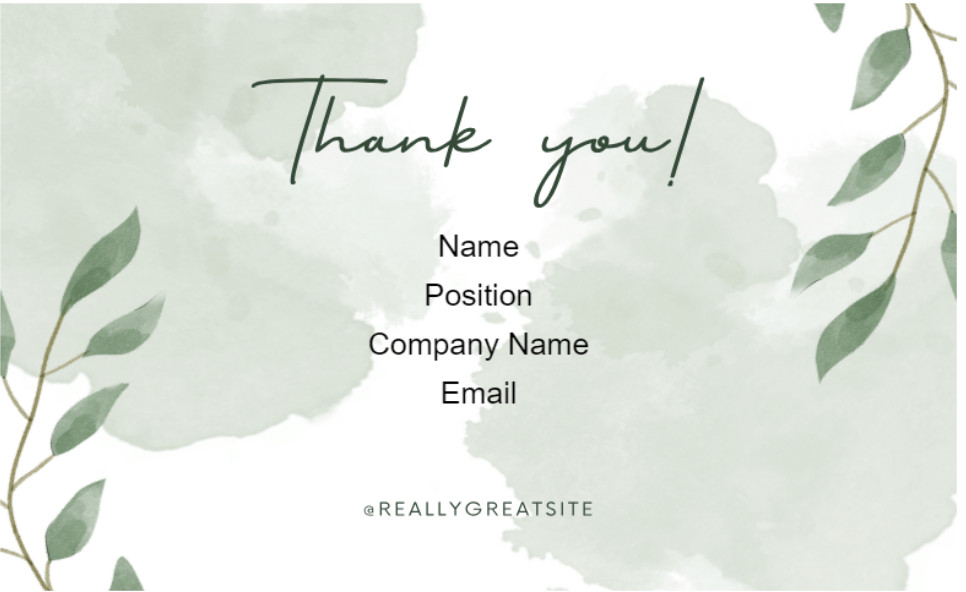 Thank you!
Name
Position
Company Name
Email
@REALLYGREATSITE